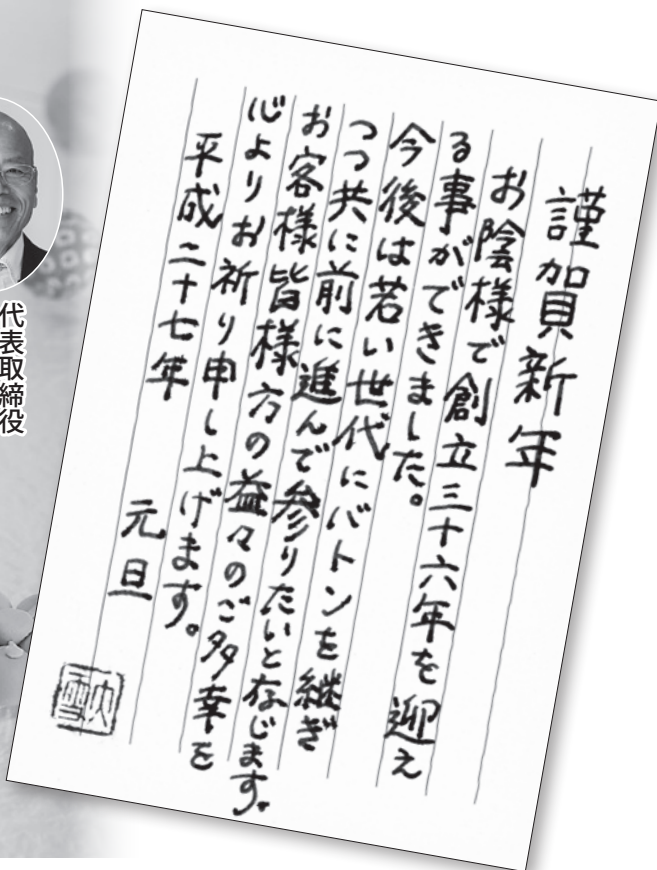 謹賀新年
お陰様で創立三十六年を迎え
る事ができました。
今後は若い世代にバトンを継ぎ
つつ共に前に進んで参りたいと存じます。
お客様皆様方の益々のご多幸を
心よりお祈り申し上げます。
平成二十七年　元旦
代表取締役